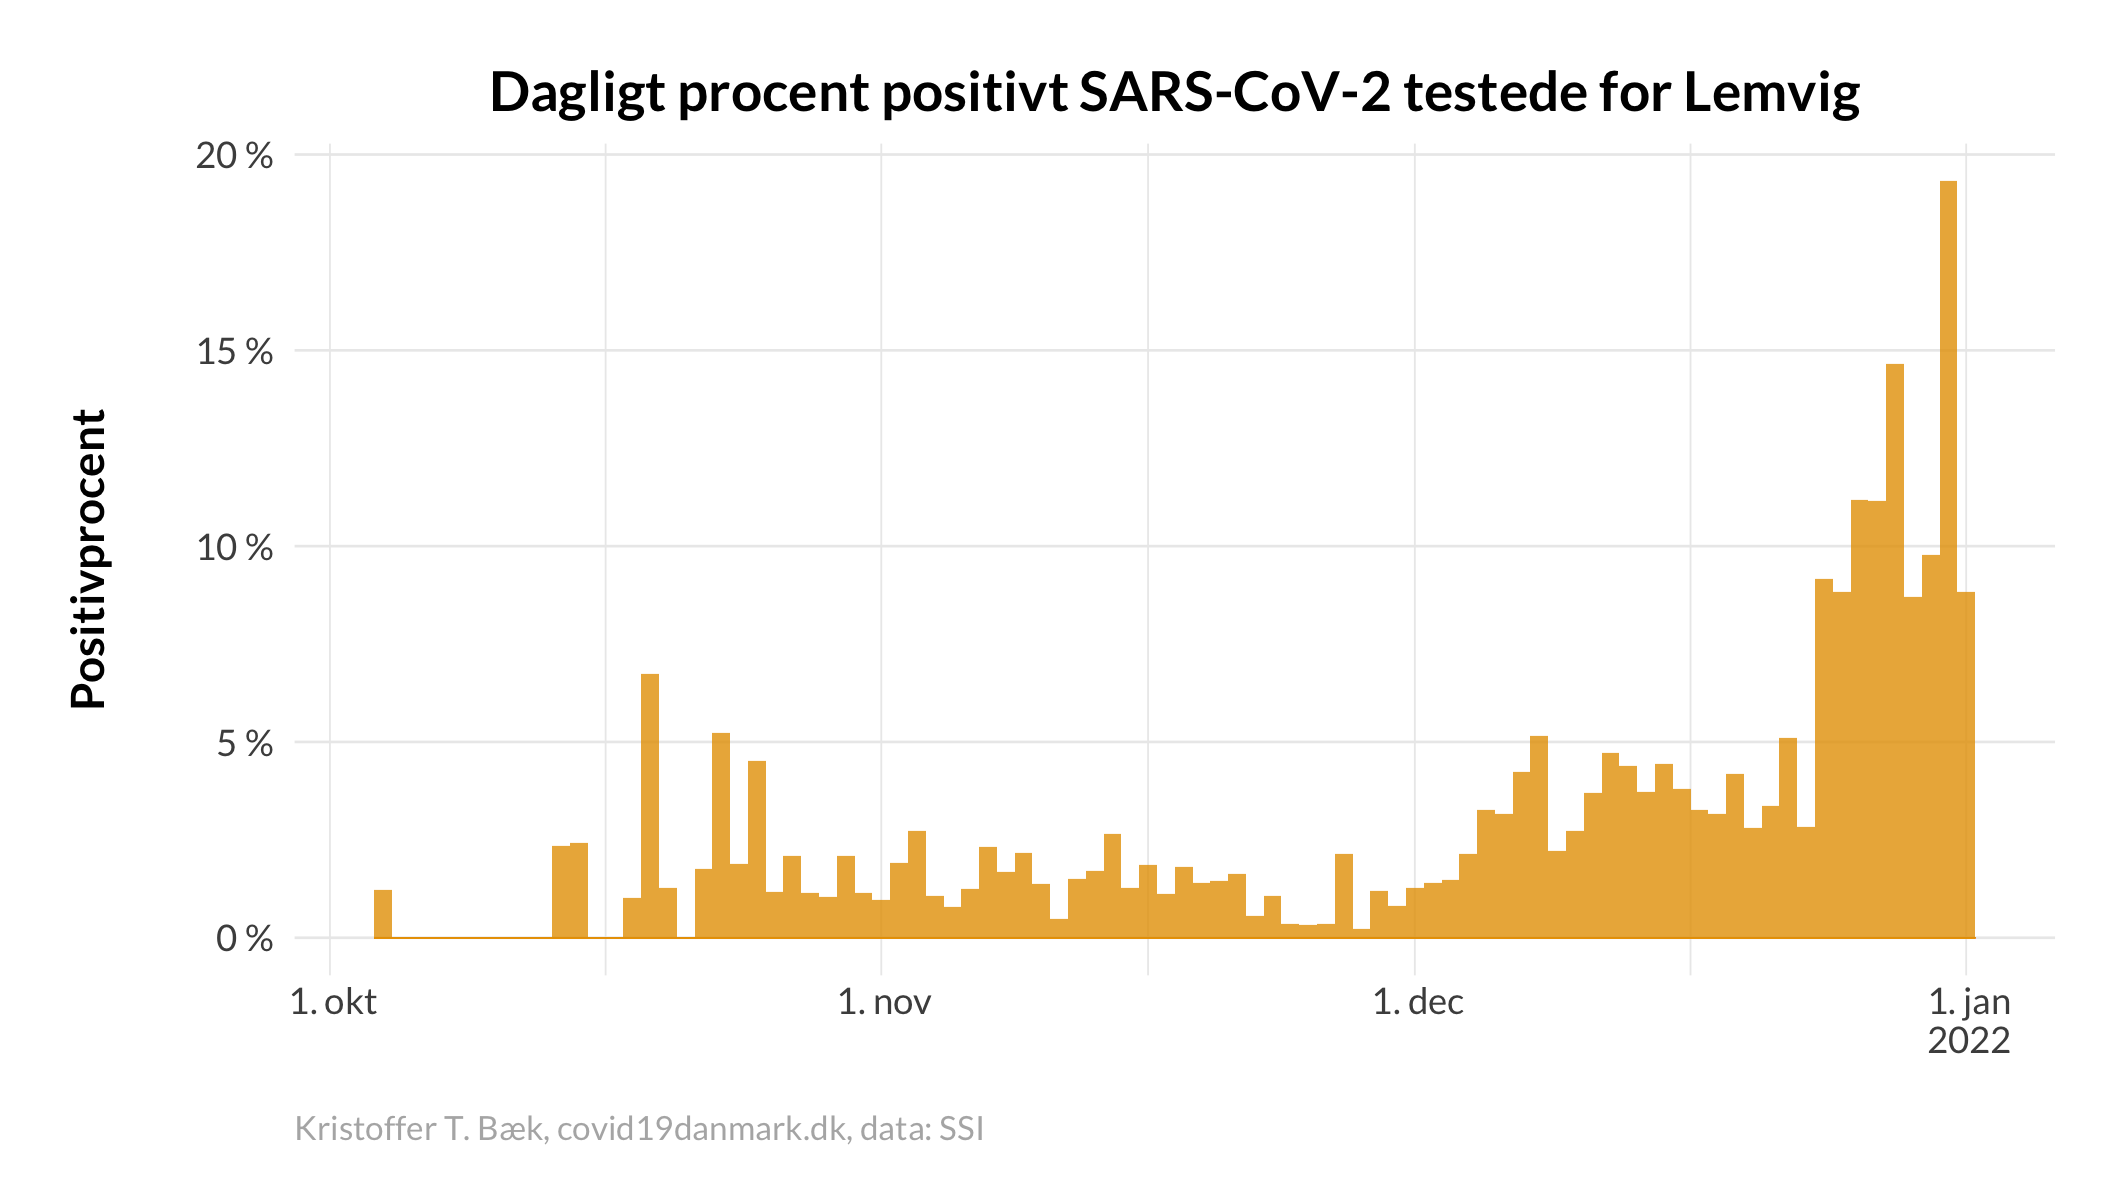 Dagligt procent positivt SARS-CoV-2 testede for Lemvig
Positivprocent
20 %
15 %
10 %
5 %
0 %
1. okt
1. nov
1. dec
1. jan
2022
Kristoffer T. Bæk, covid19danmark.dk, data: SSI